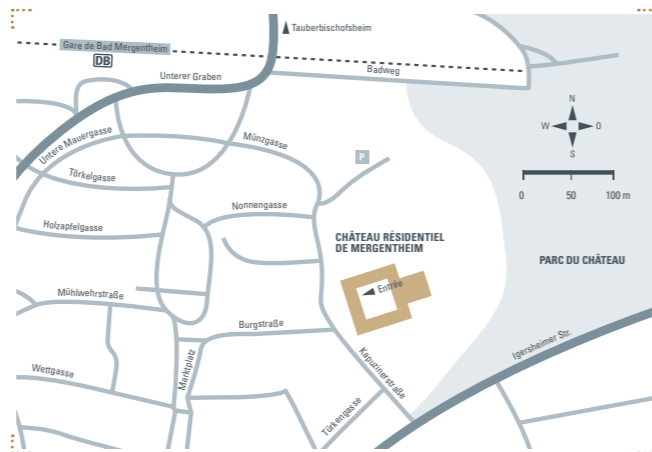 Tauberbischofsheim
Gare de Bad Mergentheim
DB
Unterer Graben
Badweg
N
W
O
S
0
50
100 m
Untere Mauergasse
Münzgasse
P
Törkelgasse
Nonnengasse
Holzapfelgasse
CHÂTEAU RÉSIDENTIEL
DE MERGENTHEIM
PARC DU CHÂTEAU
Entrée
Mühlwehrstraße
Burgstraße
Igersheimer Str.
Kapuzinerstraße
Marktplatz
Wettgasse
Türkengasse